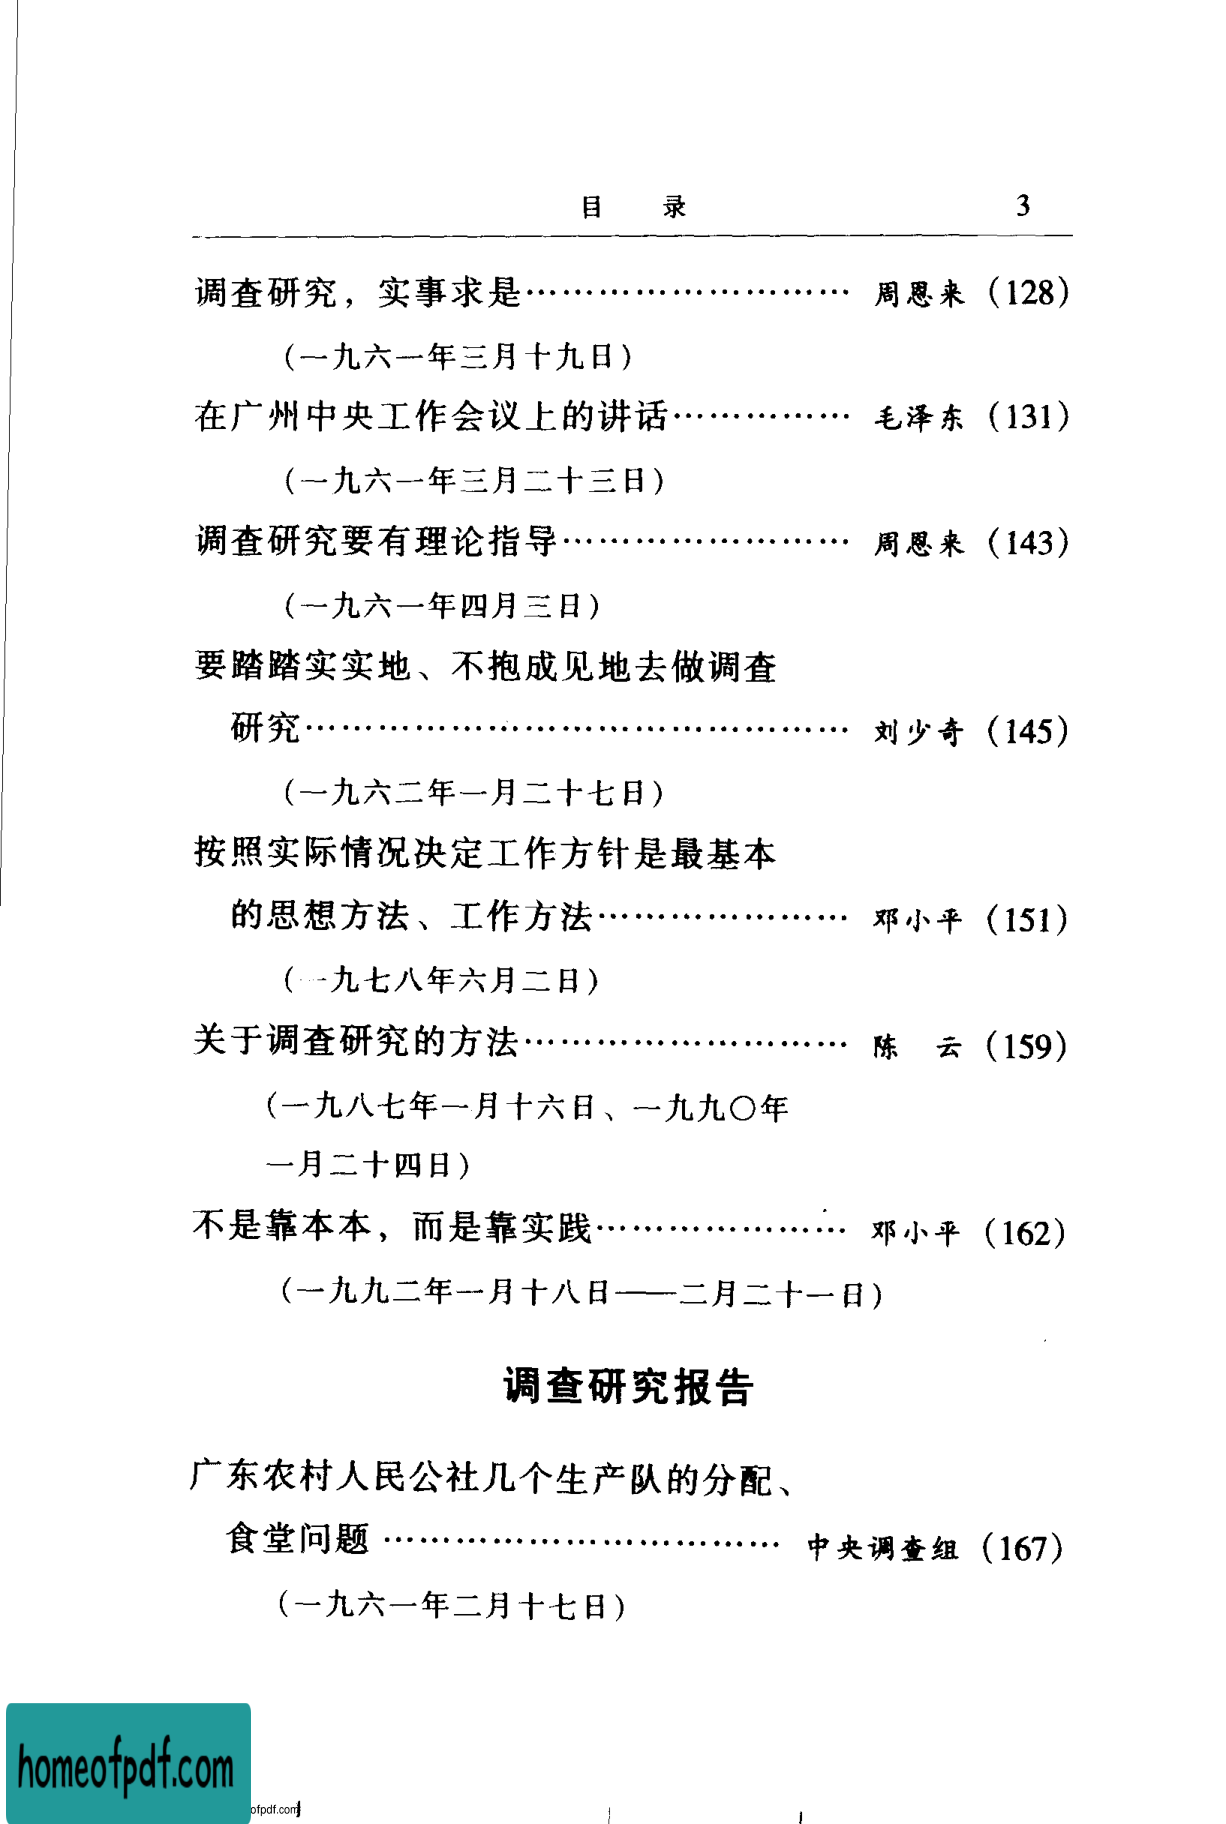 目 录 3
调查研究，实事求是………………………… 周恩来（128）
（一九六一年三月十九日）
在广州中央工作会议上的讲话…………… 毛泽东（131）
（一九六一年三月二十三日）
调查研究要有理论指导…………………… 周恩来（143）
（一九六一年四月三日）
要踏踏实实地、不抱成见地去做调查
研究………………………………………… 刘少奇（145）
（一九六二年一月二十七日）
按照实际情况决定工作方针是最基本
的思想方法、工作方法………………… 邓小平（151）
（一九七八年六月二日）
关于调查研究的方法……………………… 陈 云（159）
（一九八七年一月十六日、一九九〇年
一月二十四日）
不是靠本本，而是靠实践………………… 邓小平（162）
（一九九二年一月十八日——二月二十一日）
调查研究报告
广东农村人民公社几个生产队的分配、
食堂问题 ……………………………… 中央调查组（167）
（一九六一年二月十七日）
homeofpdf.com
ofpdf.com